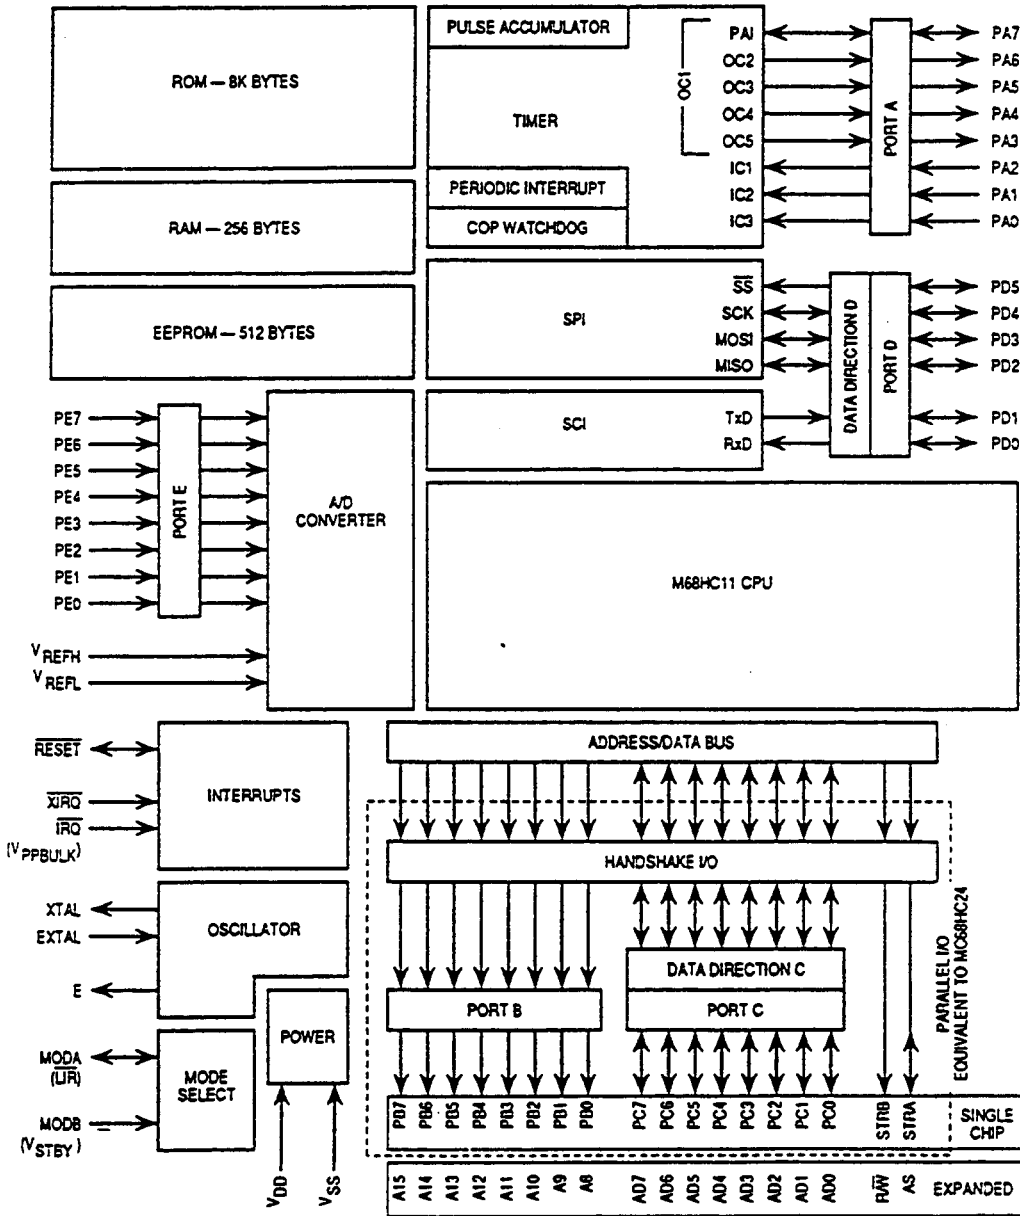 ROM — 8K BYTES
RAM — 256 BYTES
EEPROM — 512 BYTES
PULSE ACCUMULATOR
TIMER
PERIODIC INTERRUPT
COP WATCHDOG
OC1
PAI
OC2
OC3
OC4
OC5
IC1
IC2
IC3
PORT A
PA7
PA6
PA5
PA4
PA3
PA2
PA1
PA0
SPI
SS
SCK
MOSI
MISO
SCI
TxD
RxD
DATA DIRECTION D
PORT D
PD5
PD4
PD3
PD2
PD1
PD0
PE7
PE6
PE5
PE4
PE3
PE2
PE1
PE0
PORT E
A/D
CONVERTER
VREFH
VREFL
M68HC11 CPU
RESET
XIRQ
IRQ
(VPPBULK)
INTERRUPTS
XTAL
EXTAL
E
OSCILLATOR
POWER
MODA
(LIR)
MODB
(VSTBY)
MODE
SELECT
VDD
VSS
ADDRESS/DATA BUS
HANDSHAKE I/O
DATA DIRECTION C
PORT B
PORT C
PARALLEL I/O
EQUIVALENT TO MC68HC24
PB7 PB6 PB5 PB4 PB3 PB2 PB1 PB0 PC7 PC6 PC5 PC4 PC3 PC2 PC1 PC0 STRB STRA
SINGLE
CHIP
A15 A14 A13 A12 A11 A10 A9 A8 AD7 AD6 AD5 AD4 AD3 AD2 AD1 AD0 R/W AS EXPANDED